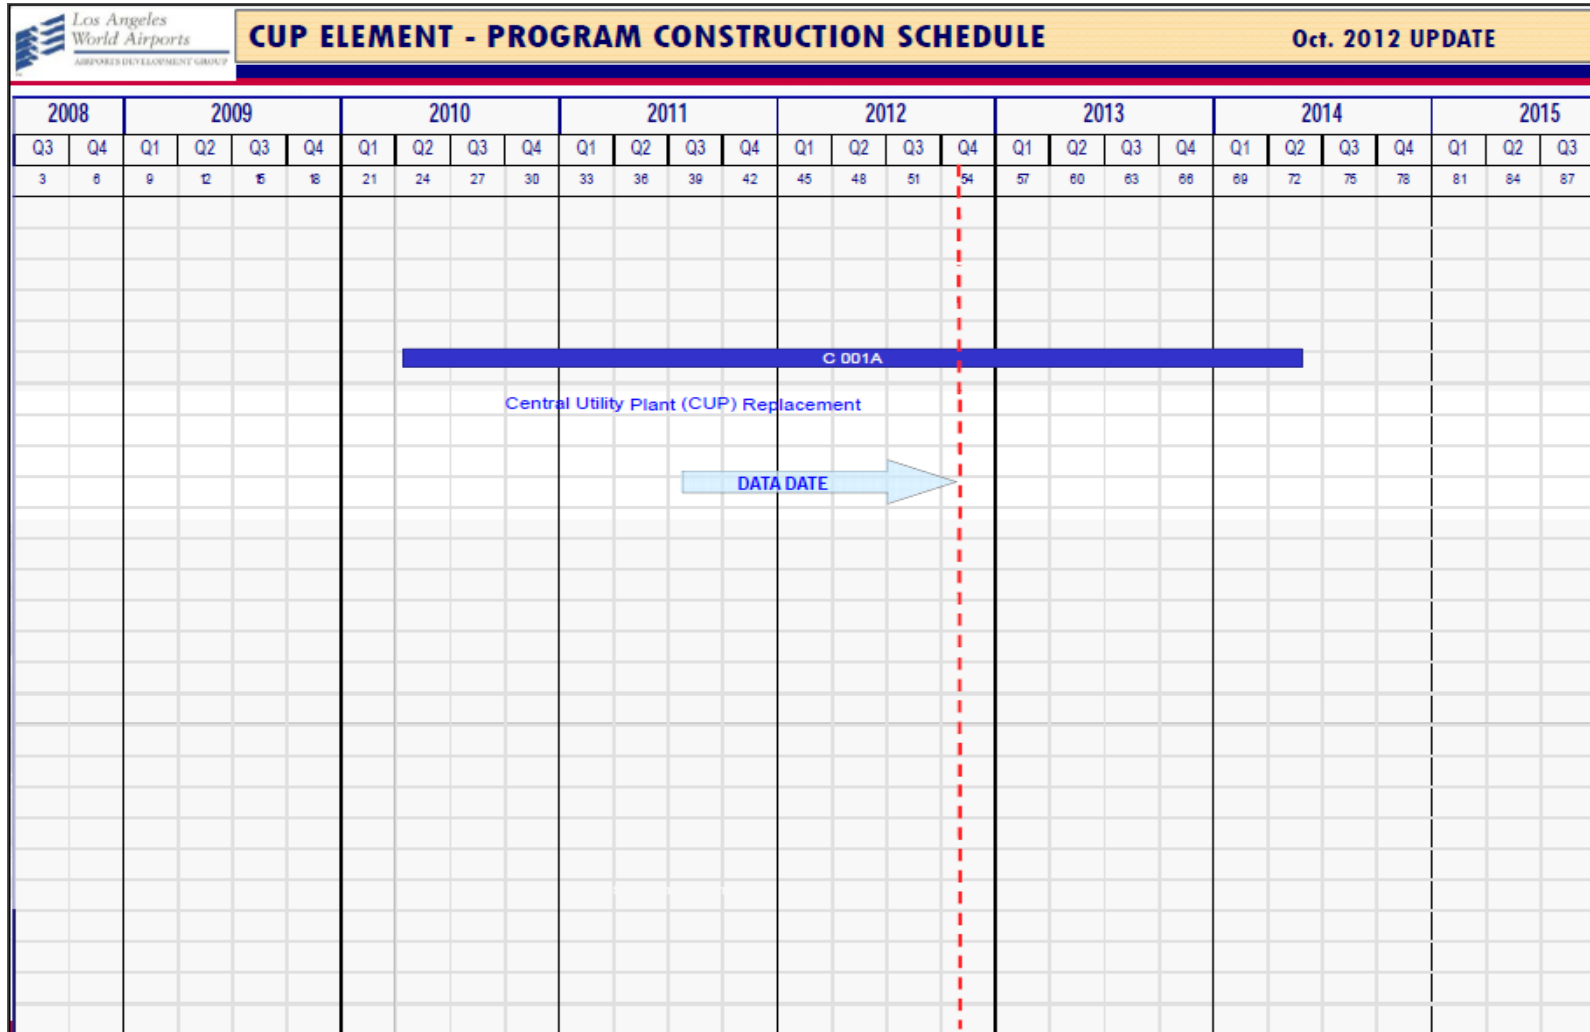 Los Angeles
World Airports
AIRPORTS DEVELOPMENT GROUP
CUP ELEMENT - PROGRAM CONSTRUCTION SCHEDULE
Oct. 2012 UPDATE
2008 2009 2010 2011 2012 2013 2014 2015
Q3 Q4 Q1 Q2 Q3 Q4 Q1 Q2 Q3 Q4 Q1 Q2 Q3 Q4 Q1 Q2 Q3 Q4 Q1 Q2 Q3 Q4 Q1 Q2 Q3 Q4 Q1 Q2 Q3
3 6 9 12 15 18 21 24 27 30 33 36 39 42 45 48 51 54 57 60 63 66 69 72 75 78 81 84 87
C 001A
Central Utility Plant (CUP) Replacement
DATA DATE